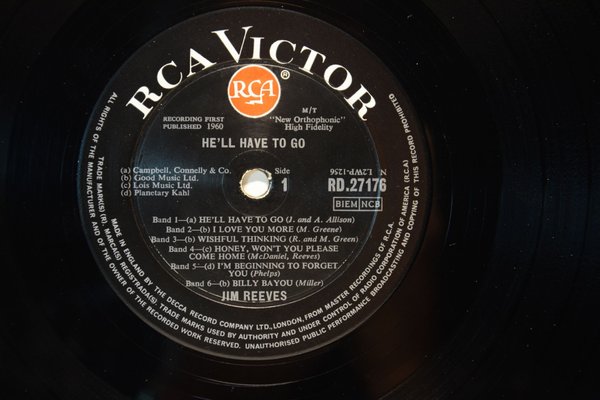 RCA VICTOR
RCA
®
RECORDING FIRST
PUBLISHED 1960
M/T
"New Orthophonic"
High Fidelity
HE'LL HAVE TO GO
(a) Campbell, Connelly & Co.
(b) Good Music Ltd.
(c) Lois Music Ltd.
(d) Planetary Kahl
Side
1
N L2WP-1256
RD.27176
BIEM NCB
Band 1—(a) HE'LL HAVE TO GO (J. and A. Allison)
Band 2—(b) I LOVE YOU MORE (M. Greene)
Band 3—(b) WISHFUL THINKING (R. and M. Green)
Band 4—(c) HONEY, WON'T YOU PLEASE
COME HOME (McDaniel, Reeves)
Band 5—(d) I'M BEGINNING TO FORGET
YOU (Phelps)
Band 6—(b) BILLY BAYOU (Miller)
JIM REEVES
ALL RIGHTS OF THE MANUFACTURER AND OF THE OWNER OF THE RECORDED WORK RESERVED. UNAUTHORISED PUBLIC PERFORMANCE BROADCASTING AND COPYING OF THIS RECORD PROHIBITED
TRADE MARK(S) (R). MARCA(S) REGISTRADA(S) TRADE MARKS USED BY AUTHORITY AND UNDER CONTROL OF RADIO CORPORATION OF AMERICA (R.C.A)
MADE IN ENGLAND BY THE DECCA RECORD COMPANY LTD., LONDON, FROM MASTER RECORDINGS OF R.C.A.